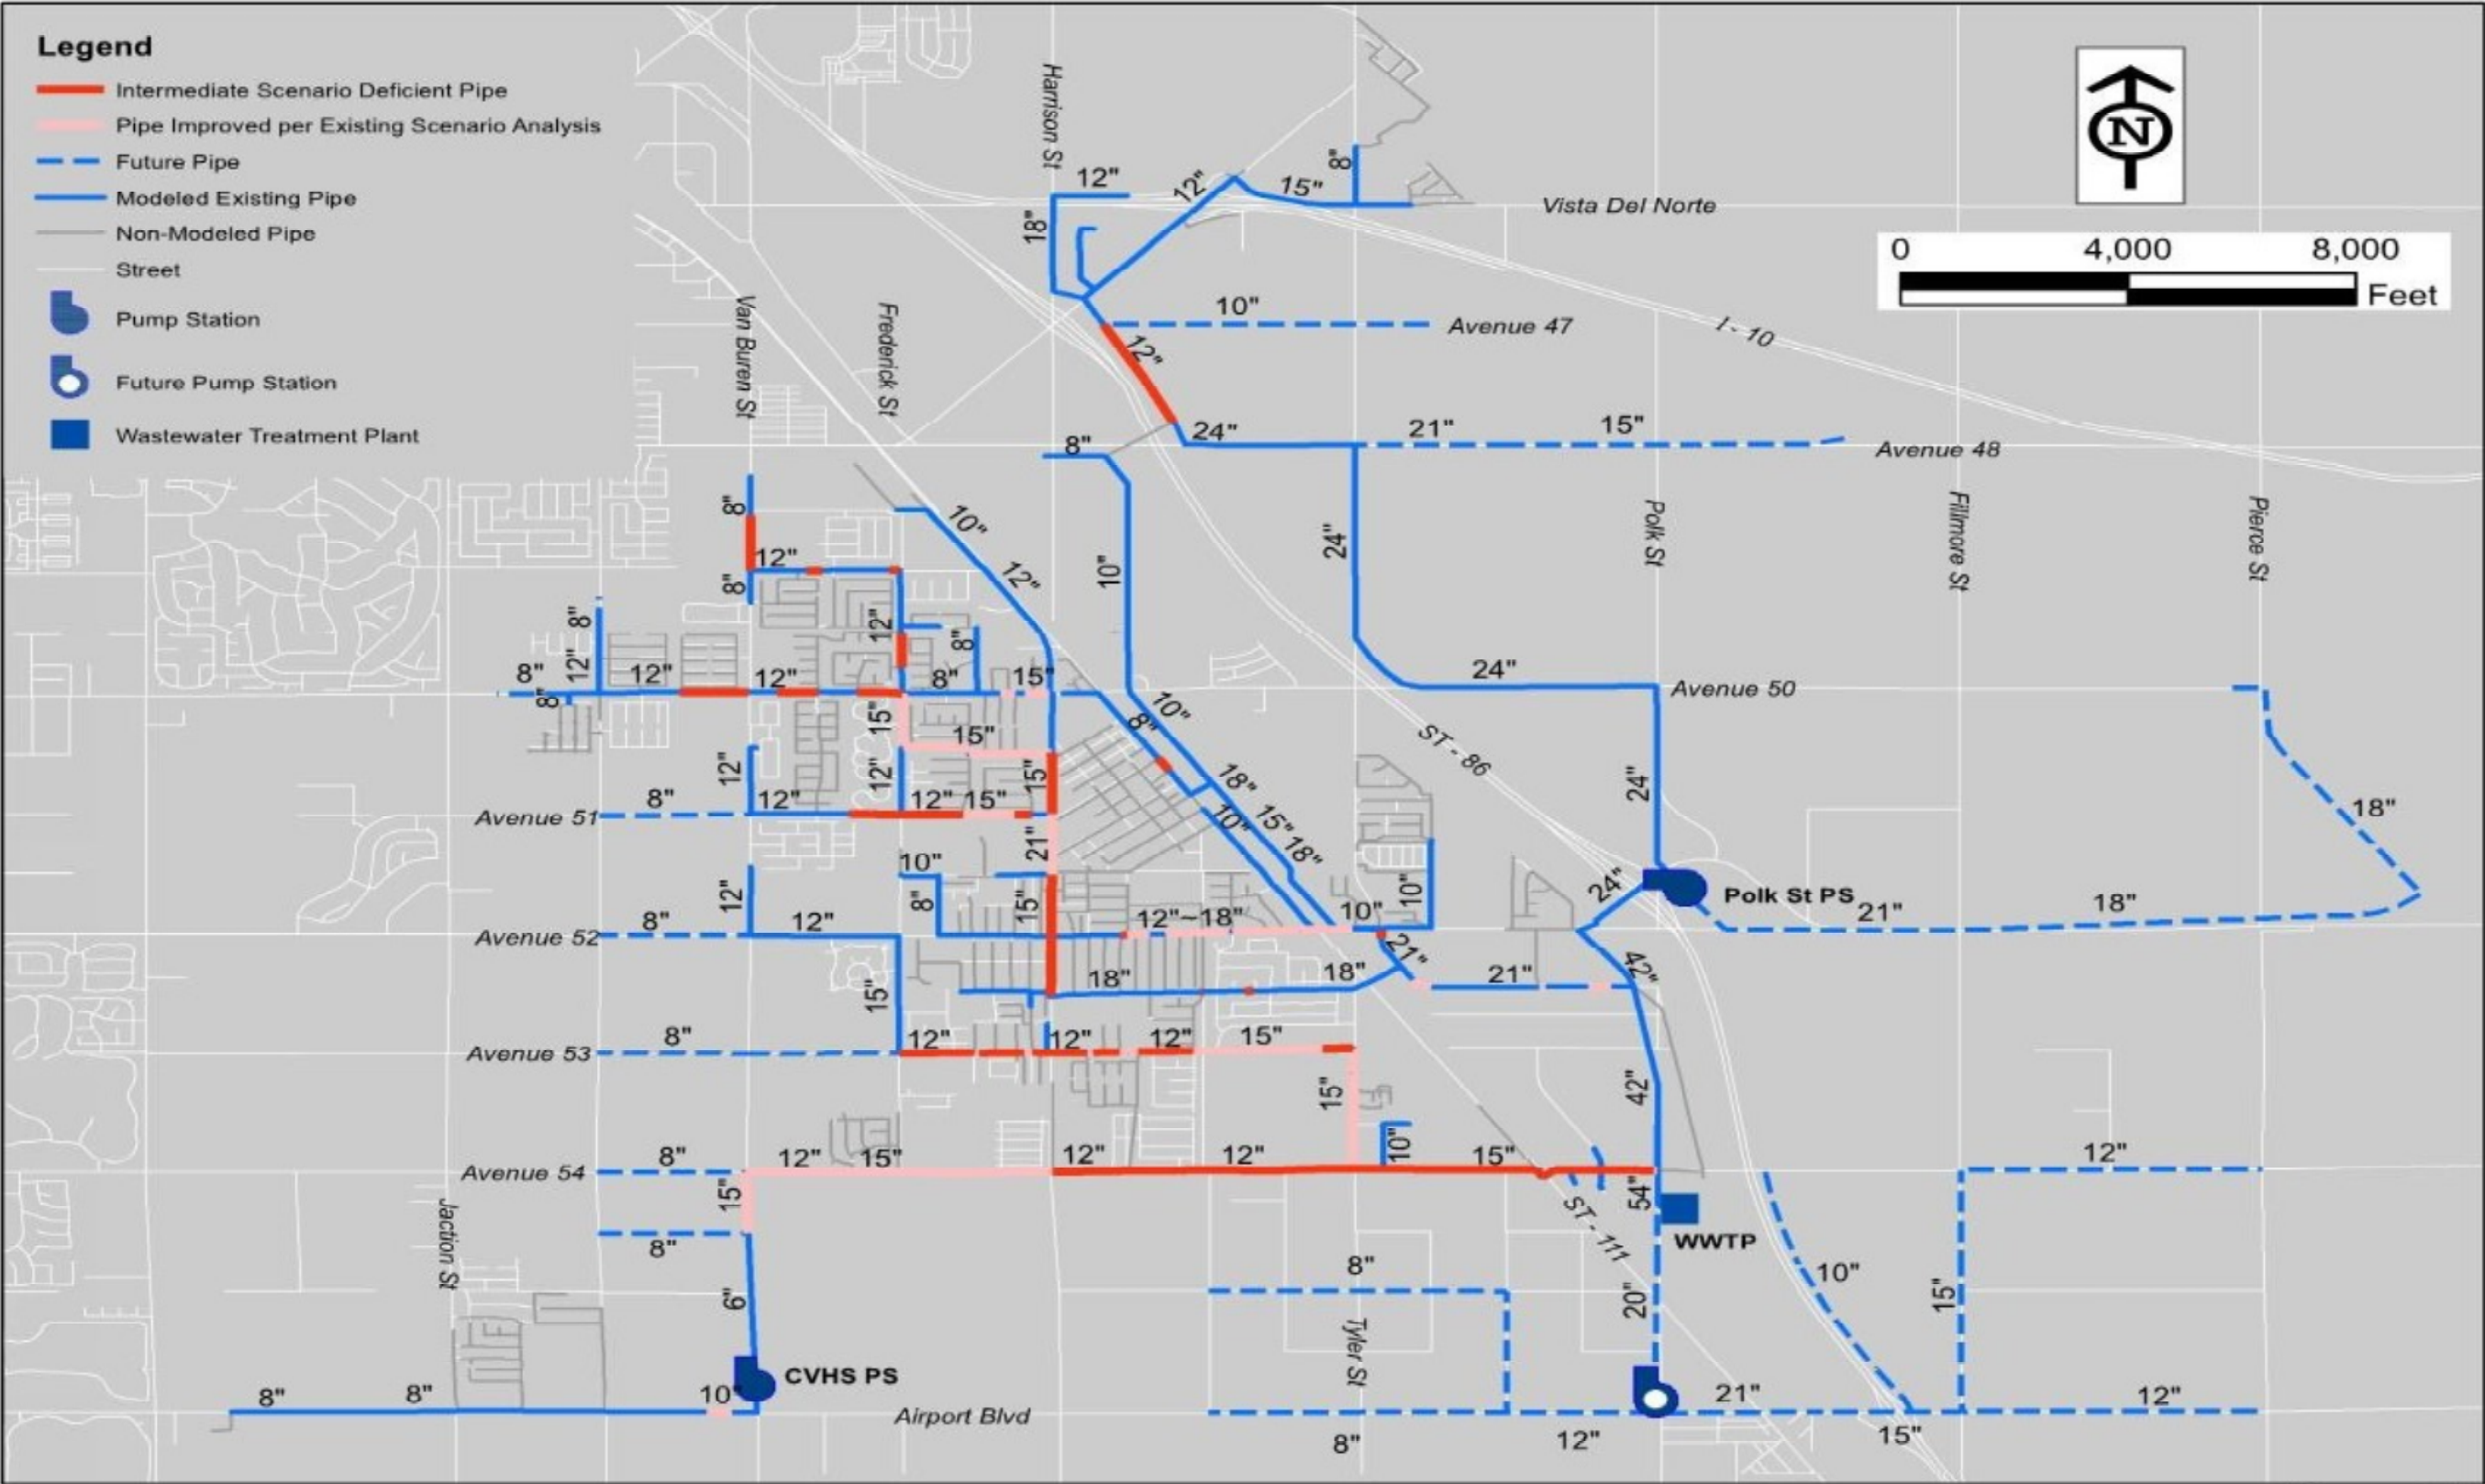 Legend
Intermediate Scenario Deficient Pipe
Pipe Improved per Existing Scenario Analysis
Future Pipe
Modeled Existing Pipe
Non-Modeled Pipe
Street
Pump Station
Future Pump Station
Wastewater Treatment Plant
N
0 4,000 8,000
Feet
Harrison St
12"
12"
15"
8"
Vista Del Norte
18"
10"
Avenue 47
I - 10
Van Buren St
Frederick St
12"
8"
24"
21"
15"
Avenue 48
8"
10"
12"
10"
24"
Polk St
Fillmore St
Pierce St
12"
8"
8"
12"
12"
8"
8"
12"
12"
8"
15"
8"
24"
Avenue 50
15"
15"
10"
8"
ST - 86
12"
12"
15"
18"
24"
18"
Avenue 51
8"
12"
12"
15"
10"
15"
18"
21"
10"
8"
15"
12"
12"~18"
10"
10"
24"
Polk St PS
21"
18"
Avenue 52
8"
12"
21"
42"
15"
18"
18"
21"
Avenue 53
8"
12"
12"
12"
15"
15"
42"
Avenue 54
8"
12"
15"
12"
12"
10"
15"
12"
15"
54"
ST - 111
WWTP
Jaction St
8"
6"
8"
20"
10"
15"
Tyler St
CVHS PS
8"
8"
10"
Airport Blvd
21"
12"
8"
12"
15"